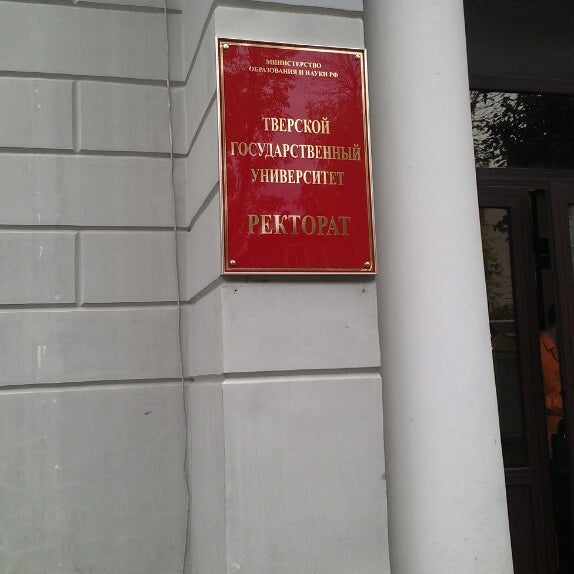 МИНИСТЕРСТВО
ОБРАЗОВАНИЯ И НАУКИ РФ
ТВЕРСКОЙ
ГОСУДАРСТВЕННЫЙ
УНИВЕРСИТЕТ
РЕКТОРАТ